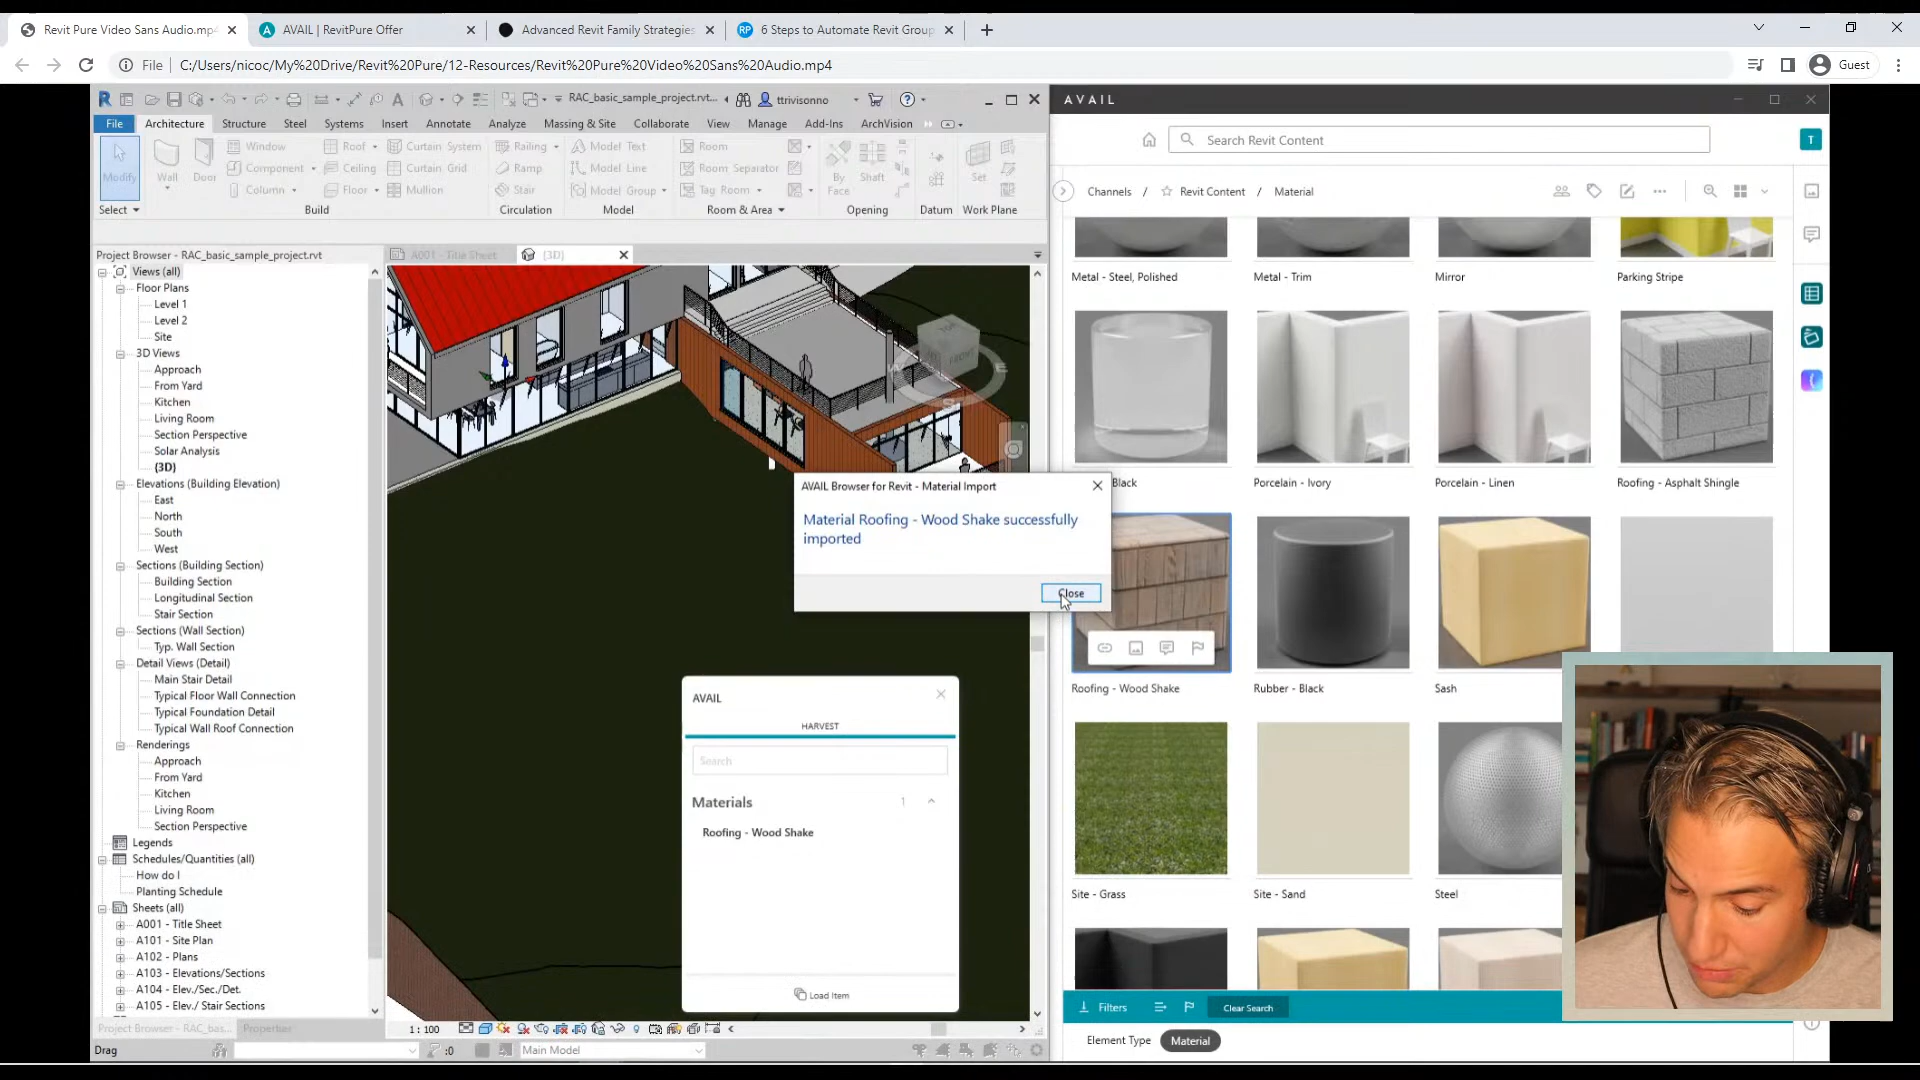 Revit Pure Video Sans Audio.mp4
AVAIL | RevitPure Offer
Advanced Revit Family Strategies
6 Steps to Automate Revit Group
File
C:/Users/nicoc/My%20Drive/Revit%20Pure/12-Resources/Revit%20Pure%20Video%20Sans%20Audio.mp4
Guest
RAC_basic_sample_project.rvt...
ttrivisonno
File Architecture Structure Steel Systems Insert Annotate Analyze Massing & Site Collaborate View Manage Add-Ins ArchVision
Modify
Wall
Door
Window
Component
Column
Roof
Ceiling
Floor
Curtain System
Curtain Grid
Mullion
Railing
Ramp
Stair
Model Text
Model Line
Model Group
Room
Room Separator
Tag Room
By
Face
Shaft
Set
Select
Build
Circulation
Model
Room & Area
Opening
Datum
Work Plane
Project Browser - RAC_basic_sample_project.rvt
A001 - Title Sheet
{3D}
Views (all)
Floor Plans
Level 1
Level 2
Site
3D Views
Approach
From Yard
Kitchen
Living Room
Section Perspective
Solar Analysis
{3D}
Elevations (Building Elevation)
East
North
South
West
Sections (Building Section)
Building Section
Longitudinal Section
Stair Section
Sections (Wall Section)
Typ. Wall Section
Detail Views (Detail)
Main Stair Detail
Typical Floor Wall Connection
Typical Foundation Detail
Typical Wall Roof Connection
Renderings
Approach
From Yard
Kitchen
Living Room
Section Perspective
Legends
Schedules/Quantities (all)
How do I
Planting Schedule
Sheets (all)
A001 - Title Sheet
A101 - Site Plan
A102 - Plans
A103 - Elevations/Sections
A104 - Elev./Sec./Det.
A105 - Elev./ Stair Sections
Project Browser - RAC_bas...
Properties
Drag
1 : 100
:0
Main Model
FRONT
W
S
E
AVAIL Browser for Revit - Material Import
Material Roofing - Wood Shake successfully
imported
Close
AVAIL
HARVEST
Search
Materials
1
Roofing - Wood Shake
Load Item
AVAIL
Search Revit Content
T
Channels / Revit Content / Material
Metal - Steel, Polished
Metal - Trim
Mirror
Parking Stripe
Black
Porcelain - Ivory
Porcelain - Linen
Roofing - Asphalt Shingle
Roofing - Wood Shake
Rubber - Black
Sash
Site - Grass
Site - Sand
Steel
Filters
Clear Search
Element Type
Material